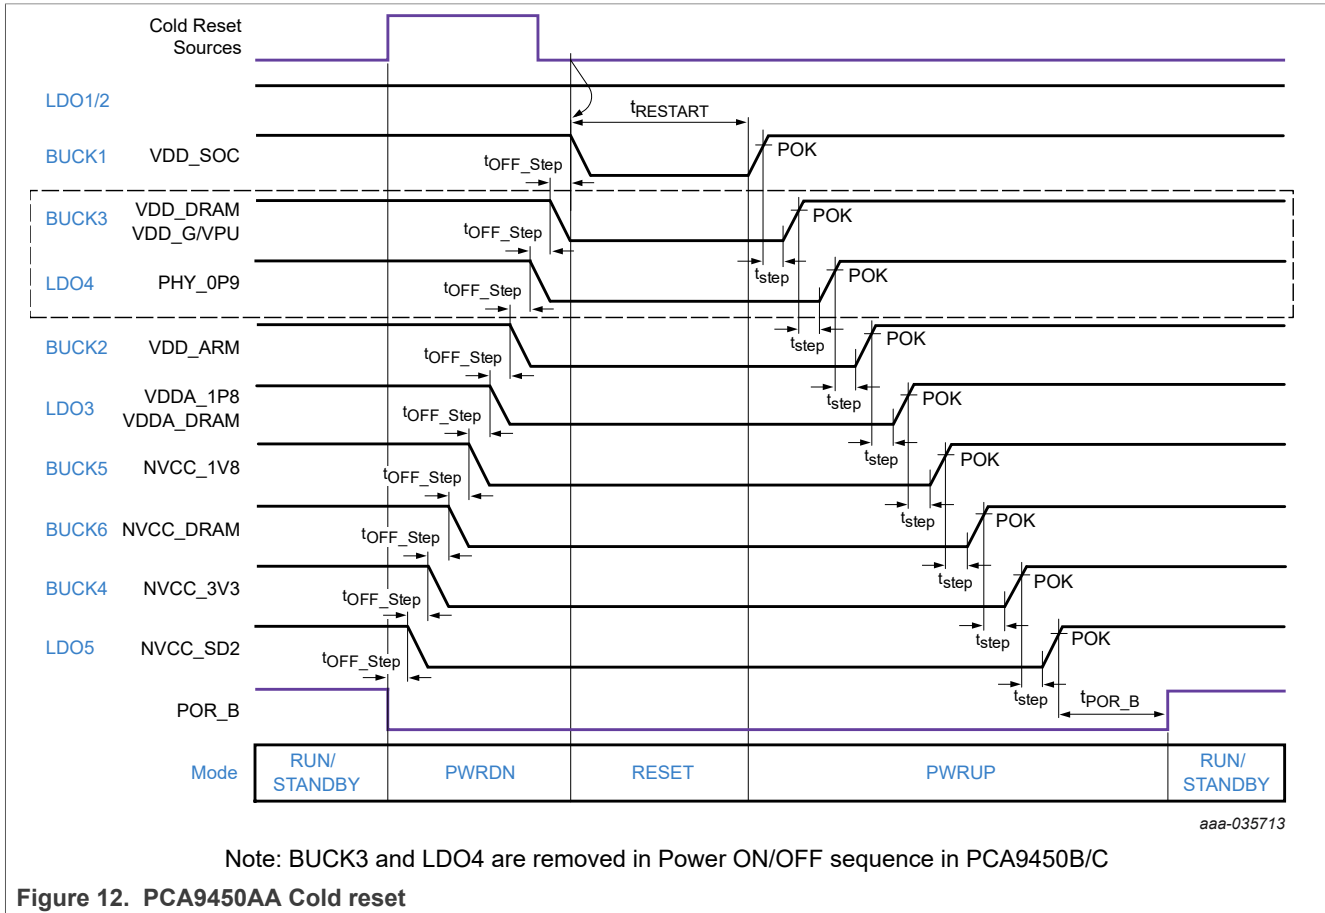 Cold Reset
Sources
LDO1/2
tRESTART
BUCK1 VDD_SOC
tOFF_Step
POK
BUCK3 VDD_DRAM
VDD_G/VPU
tOFF_Step
POK
LDO4 PHY_0P9
tOFF_Step
tstep
POK
BUCK2 VDD_ARM
tOFF_Step
tstep
POK
LDO3 VDDA_1P8
VDDA_DRAM
tOFF_Step
tstep
POK
BUCK5 NVCC_1V8
tOFF_Step
tstep
POK
BUCK6 NVCC_DRAM
tOFF_Step
tstep
POK
BUCK4 NVCC_3V3
tOFF_Step
tstep
POK
LDO5 NVCC_SD2
tOFF_Step
tstep
POK
POR_B
tstep
tPOR_B
Mode
RUN/
STANDBY
PWRDN
RESET
PWRUP
RUN/
STANDBY
aaa-035713
Note: BUCK3 and LDO4 are removed in Power ON/OFF sequence in PCA9450B/C
Figure 12. PCA9450AA Cold reset